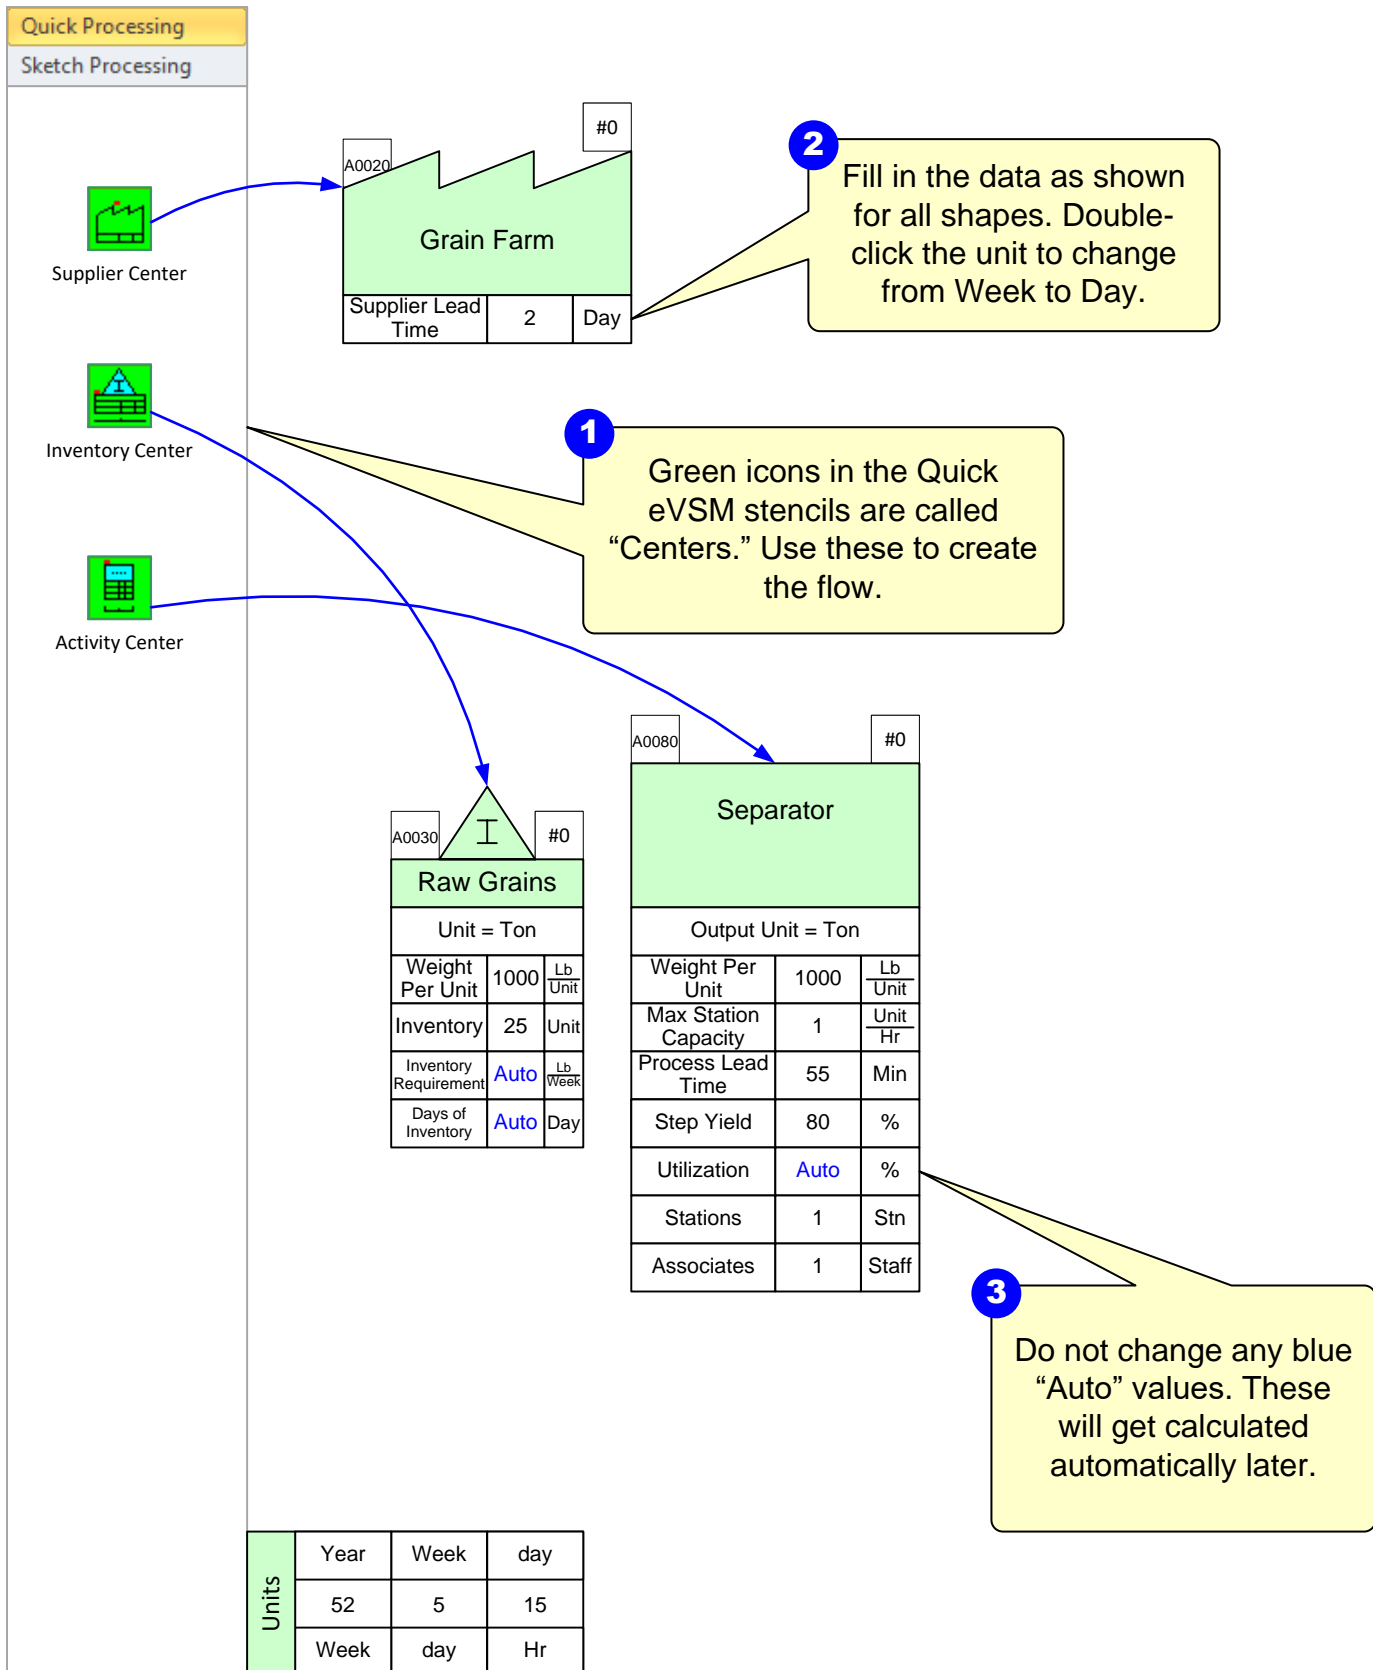 Quick Processing
Sketch Processing
Supplier Center
Inventory Center
Activity Center
A0020
#0
Grain Farm
Supplier Lead
Time
2
Day
2
Fill in the data as shown
for all shapes. Double-
click the unit to change
from Week to Day.
1
Green icons in the Quick
eVSM stencils are called
“Centers.” Use these to create
the flow.
A0030
I
#0
Raw Grains
Unit = Ton
Weight
Per Unit
1000
Lb
Unit
Inventory
25
Unit
Inventory
Requirement
Auto
Lb
Week
Days of
Inventory
Auto
Day
A0080
#0
Separator
Output Unit = Ton
Weight Per
Unit
1000
Lb
Unit
Max Station
Capacity
1
Unit
Hr
Process Lead
Time
55
Min
Step Yield
80
%
Utilization
Auto
%
Stations
1
Stn
Associates
1
Staff
3
Do not change any blue
“Auto” values. These
will get calculated
automatically later.
Units
Year
Week
day
52
5
15
Week
day
Hr